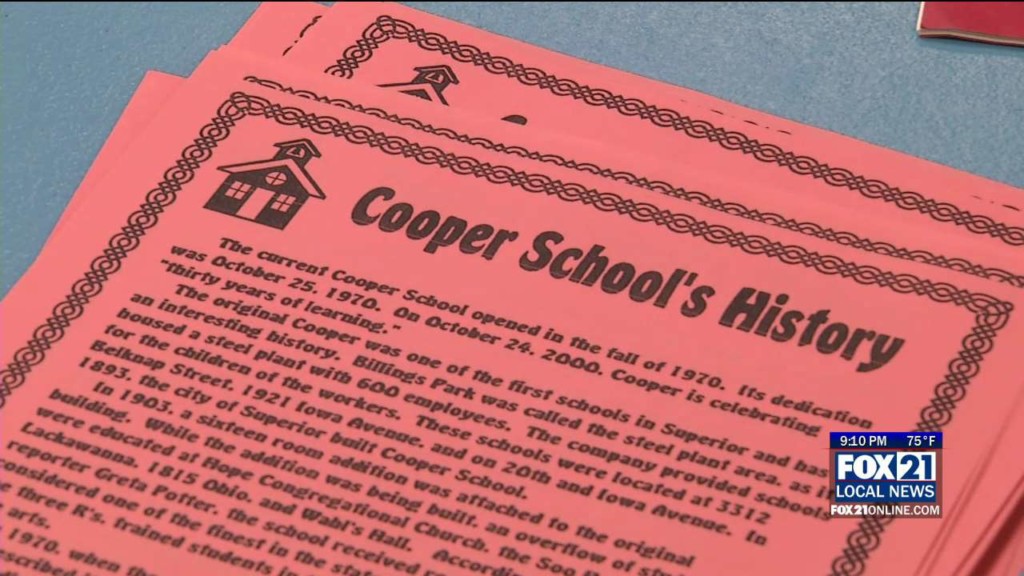 Cooper School's History
The current Cooper School opened in the fall of 1970. Its dedication
was October 25, 1970. On October 24, 2000, Cooper is celebrating
"thirty years of learning."
The original Cooper was one of the first schools in Superior and has
an interesting history. Billings Park was called the steel plant area, as it
housed a steel plant with 600 employees. The company provided schools
for the children of the workers. These schools were located at 3312
Belknap Street, 1921 Iowa Avenue, and on 20th and Iowa Avenue. In
1893, the city of Superior built Cooper School.
In 1903, a sixteen room addition was attached to the original
building. While the addition was being built, an overflow of
were educated at Hope Congregational Church, the Soo
Lackawanna, 1815 Ohio, and Wahl's Hall.
reporter Greta Potter, the school received
considered one of the finest in the
three R's, trained students in
arts.
1970, when the
9:10 PM 75°F
FOX 21
LOCAL NEWS
FOX21ONLINE.COM